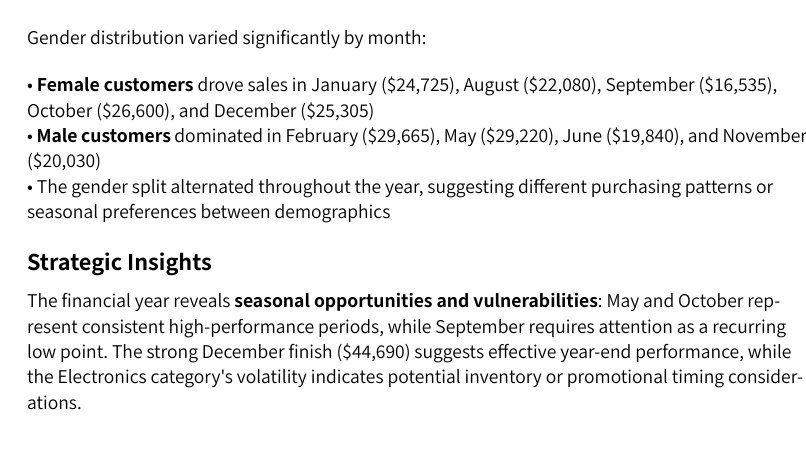 Gender distribution varied significantly by month:
• Female customers drove sales in January ($24,725), August ($22,080), September ($16,535),
October ($26,600), and December ($25,305)
• Male customers dominated in February ($29,665), May ($29,220), June ($19,840), and November
($20,030)
• The gender split alternated throughout the year, suggesting different purchasing patterns or
seasonal preferences between demographics
Strategic Insights
The financial year reveals seasonal opportunities and vulnerabilities: May and October rep-
resent consistent high-performance periods, while September requires attention as a recurring
low point. The strong December finish ($44,690) suggests effective year-end performance, while
the Electronics category's volatility indicates potential inventory or promotional timing consider-
ations.